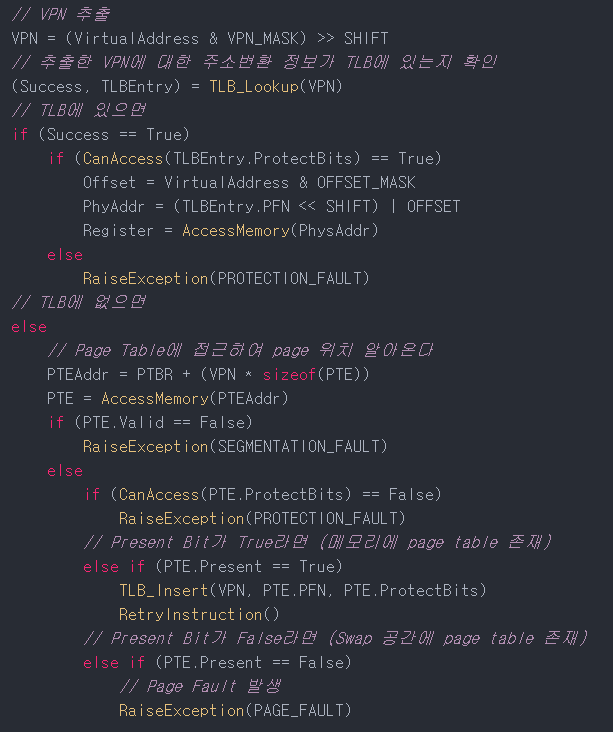 // VPN 추출
VPN = (VirtualAddress & VPN_MASK) >> SHIFT
// 추출한 VPN에 대한 주소변환 정보가 TLB에 있는지 확인
(Success, TLBEntry) = TLB_Lookup(VPN)
// TLB에 있으면
if (Success == True)
    if (CanAccess(TLBEntry.ProtectBits) == True)
        Offset = VirtualAddress & OFFSET_MASK
        PhyAddr = (TLBEntry.PFN << SHIFT) | OFFSET
        Register = AccessMemory(PhysAddr)
    else
        RaiseException(PROTECTION_FAULT)
// TLB에 없으면
else
    // Page Table에 접근하여 page 위치 알아온다
    PTEAddr = PTBR + (VPN * sizeof(PTE))
    PTE = AccessMemory(PTEAddr)
    if (PTE.Valid == False)
        RaiseException(SEGMENTATION_FAULT)
    else
        if (CanAccess(PTE.ProtectBits) == False)
            RaiseException(PROTECTION_FAULT)
        // Present Bit가 True라면 (메모리에 page table 존재)
        else if (PTE.Present == True)
            TLB_Insert(VPN, PTE.PFN, PTE.ProtectBits)
            RetryInstruction()
        // Present Bit가 False라면 (Swap 공간에 page table 존재)
        else if (PTE.Present == False)
            // Page Fault 발생
            RaiseException(PAGE_FAULT)